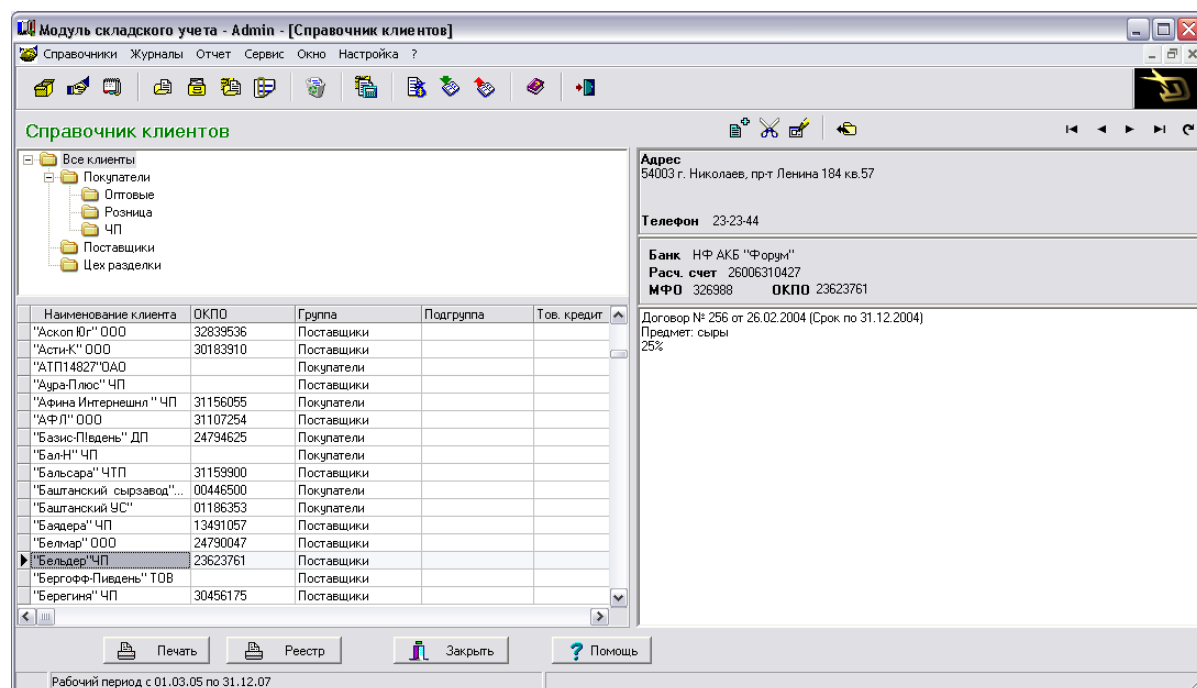 Модуль складского учета - Admin - [Справочник клиентов]
Справочники Журналы Отчет Сервис Окно Настройка ?
Справочник клиентов
Все клиенты
Покупатели
Оптовые
Розница
ЧП
Поставщики
Цех разделки
Адрес
54003 г. Николаев, пр-т Ленина 184 кв.57
Телефон 23-23-44
Банк НФ АКБ "Форум"
Расч. счет 26006310427
МФО 326988 ОКПО 23623761
Договор № 256 от 26.02.2004 (Срок по 31.12.2004)
Предмет: сыры
25%
Наименование клиента ОКПО Группа Подгруппа Тов. кредит
"Аскоп Юг" ООО 32839536 Поставщики
"Асти-К" ООО 30183910 Поставщики
"АТП14827"ОАО Покупатели
"Аура-Плюс" ЧП Поставщики
"Афина Интернешнл " ЧП 31156055 Покупатели
"АФЛ" ООО 31107254 Поставщики
"Базис-П!вдень" ДП 24794625 Покупатели
"Бал-Н" ЧП Покупатели
"Бальсара" ЧТП 31159900 Поставщики
"Баштанский сырзавод"... 00446500 Покупатели
"Баштанский УС" 01186353 Покупатели
"Баядера" ЧП 13491057 Поставщики
"Белмар" ООО 24790047 Поставщики
"Бельдер"ЧП 23623761 Поставщики
"Бергофф-Пивдень" ТОВ Поставщики
"Берегиня" ЧП 30456175 Поставщики
Печать Реестр Закрыть Помощь
Рабочий период с 01.03.05 по 31.12.07